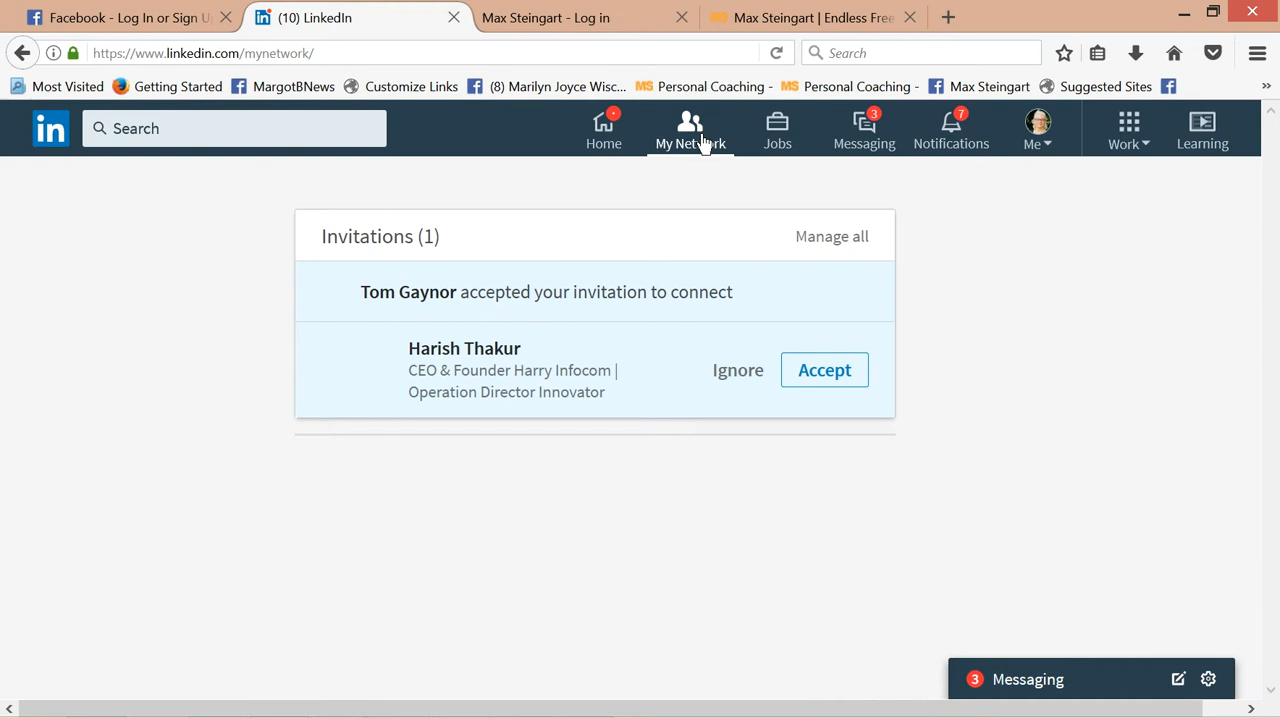 Facebook - Log In or Sign U
(10) LinkedIn
Max Steingart - Log in
MS Max Steingart | Endless Free
https://www.linkedin.com/mynetwork/
Search
Most Visited
Getting Started
MargotBNews
Customize Links
(8) Marilyn Joyce Wisc...
MS Personal Coaching -
MS Personal Coaching -
Max Steingart
Suggested Sites
in
Search
Home
My Network
Jobs
3
Messaging
7
Notifications
Me
Work
Learning
Invitations (1)
Manage all
Tom Gaynor accepted your invitation to connect
Harish Thakur
CEO & Founder Harry Infocom |
Operation Director Innovator
Ignore
Accept
3 Messaging